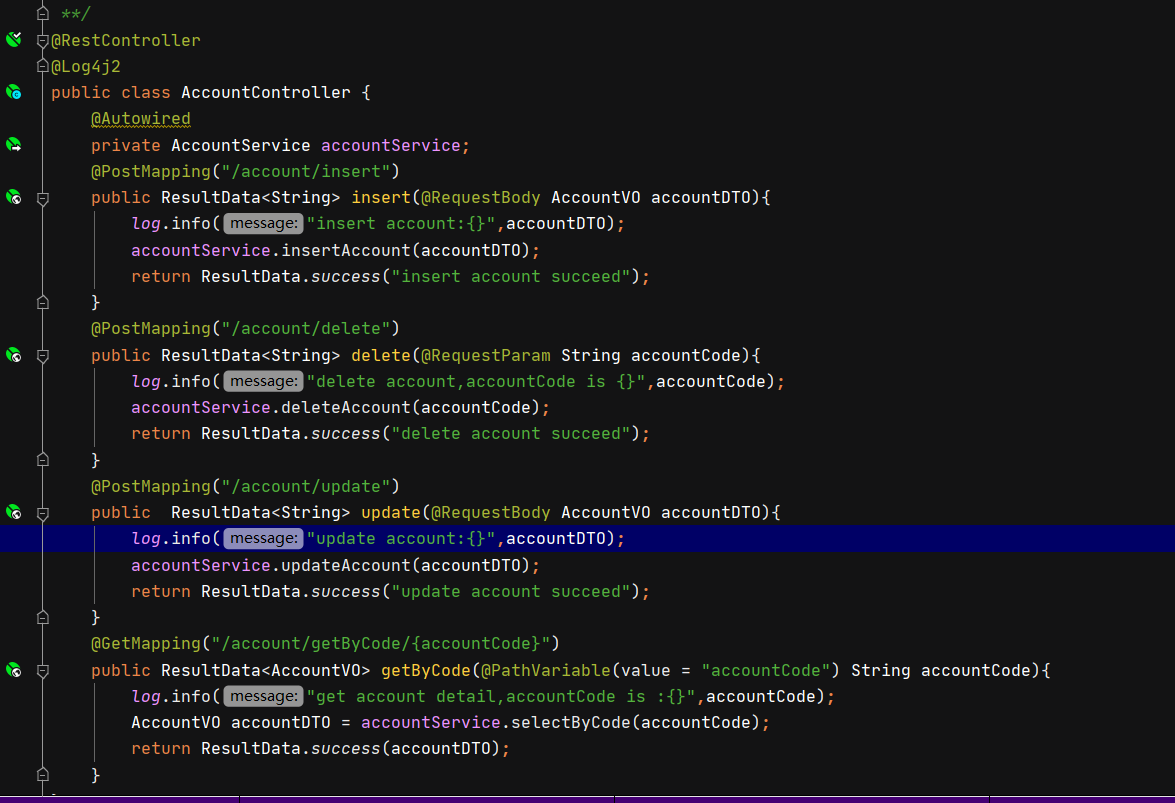 **/
@RestController
@Log4j2
public class AccountController {
@Autowired
private AccountService accountService;
@PostMapping("/account/insert")
public ResultData<String> insert(@RequestBody AccountVO accountDTO){
log.info( message: "insert account:{}",accountDTO);
accountService.insertAccount(accountDTO);
return ResultData.success("insert account succeed");
}
@PostMapping("/account/delete")
public ResultData<String> delete(@RequestParam String accountCode){
log.info( message: "delete account,accountCode is {}",accountCode);
accountService.deleteAccount(accountCode);
return ResultData.success("delete account succeed");
}
@PostMapping("/account/update")
public  ResultData<String> update(@RequestBody AccountVO accountDTO){
log.info( message: "update account:{}",accountDTO);
accountService.updateAccount(accountDTO);
return ResultData.success("update account succeed");
}
@GetMapping("/account/getByCode/{accountCode}")
public ResultData<AccountVO> getByCode(@PathVariable(value = "accountCode") String accountCode){
log.info( message: "get account detail,accountCode is :{}",accountCode);
AccountVO accountDTO = accountService.selectByCode(accountCode);
return ResultData.success(accountDTO);
}